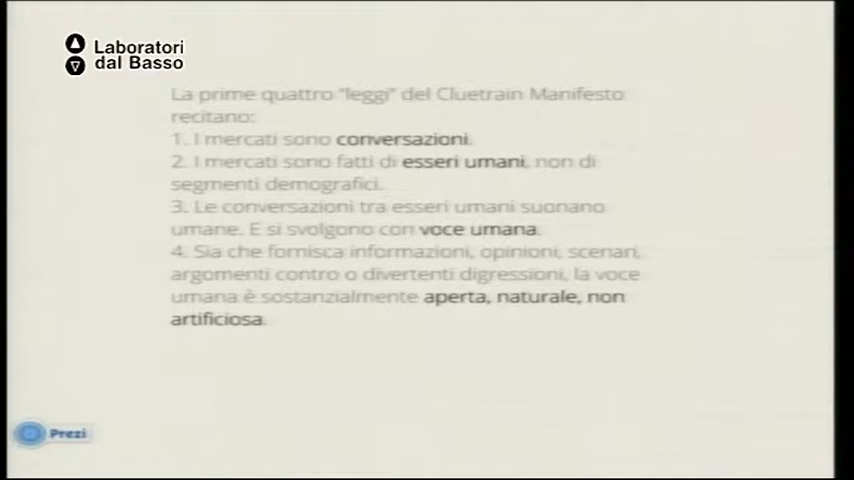 Laboratori
dal Basso
La prime quattro “leggi” del Cluetrain Manifesto
recitano:
1. I mercati sono conversazioni.
2. I mercati sono fatti di esseri umani, non di
segmenti demografici.
3. Le conversazioni tra esseri umani suonano
umane. E si svolgono con voce umana.
4. Sia che fornisca informazioni, opinioni, scenari,
argomenti contro o divertenti digressioni, la voce
umana è sostanzialmente aperta, naturale, non
artificiosa.
Prezi